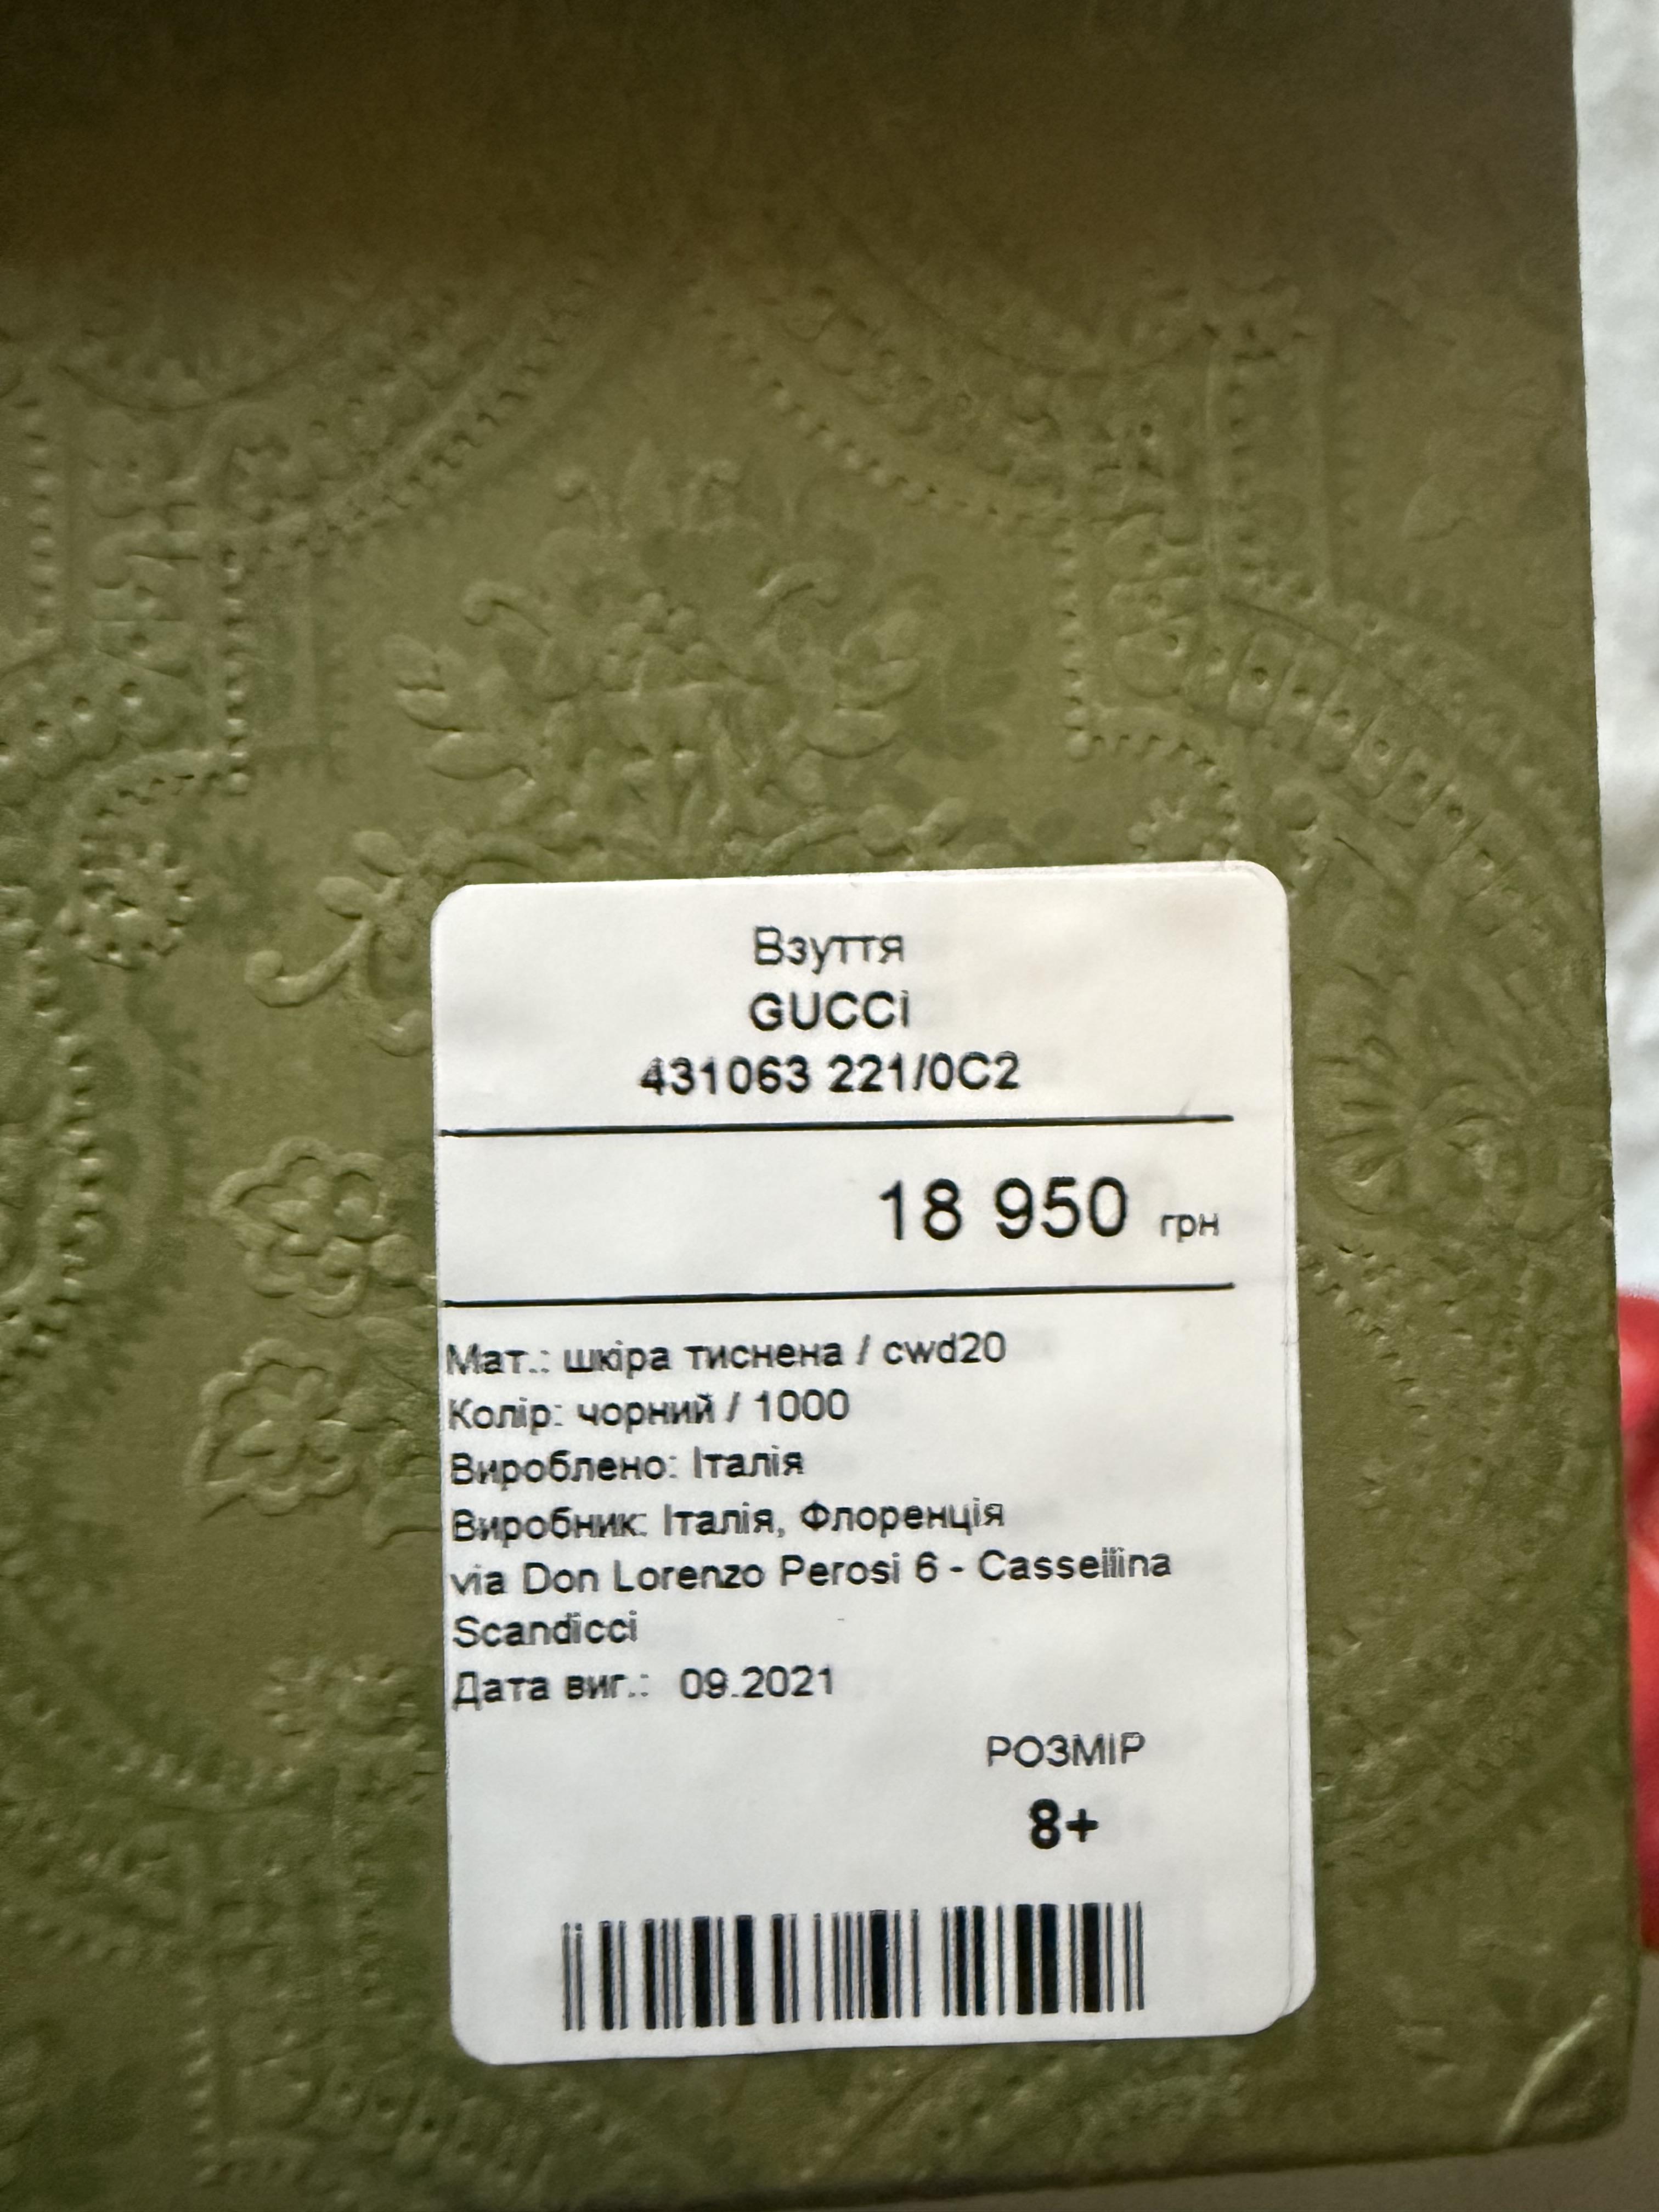 Взуття
GUCCI
431063 221/0C2
18 950 грн
Мат.: шкіра тиснена / cwd20
Колір: чорний / 1000
Вироблено: Італія
Виробник: Італія, Флоренція
via Don Lorenzo Perosi 6 - Cassellina
Scandicci
Дата виг.: 09.2021
РОЗМІР
8+